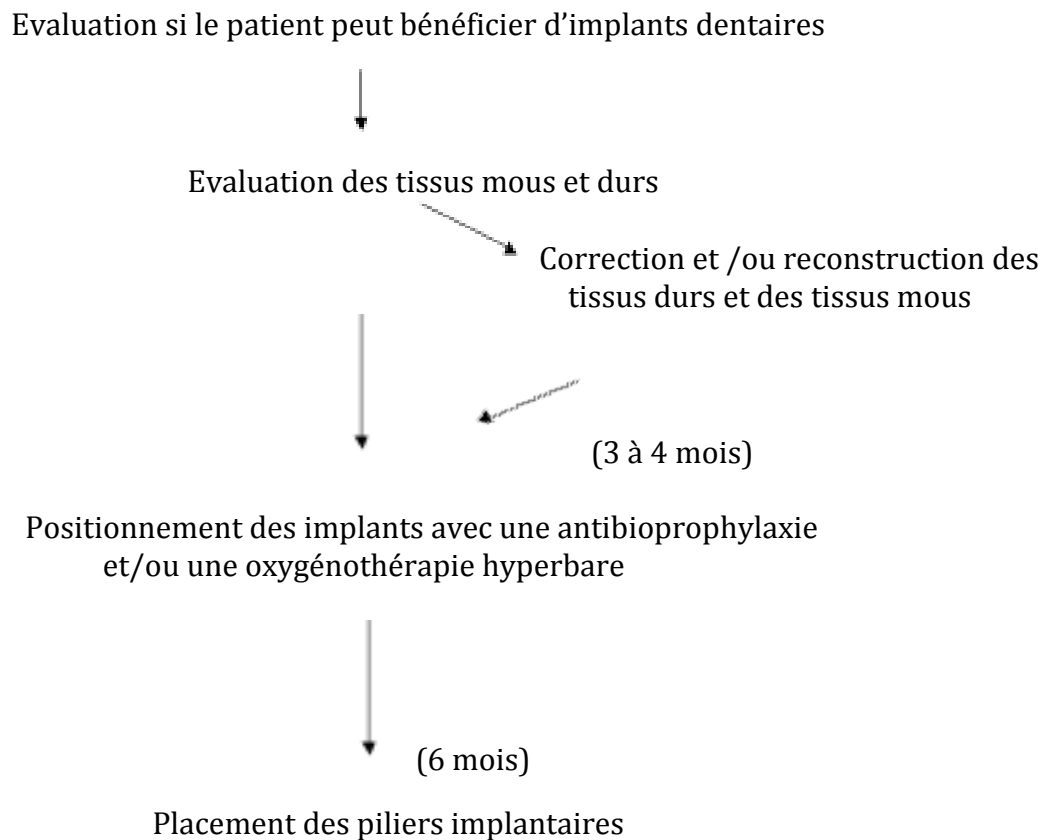 Evaluation si le patient peut bénéficier d’implants dentaires
Evaluation des tissus mous et durs
Correction et /ou reconstruction des
tissus durs et des tissus mous
(3 à 4 mois)
Positionnement des implants avec une antibioprophylaxie
et/ou une oxygénothérapie hyperbare
(6 mois)
Placement des piliers implantaires